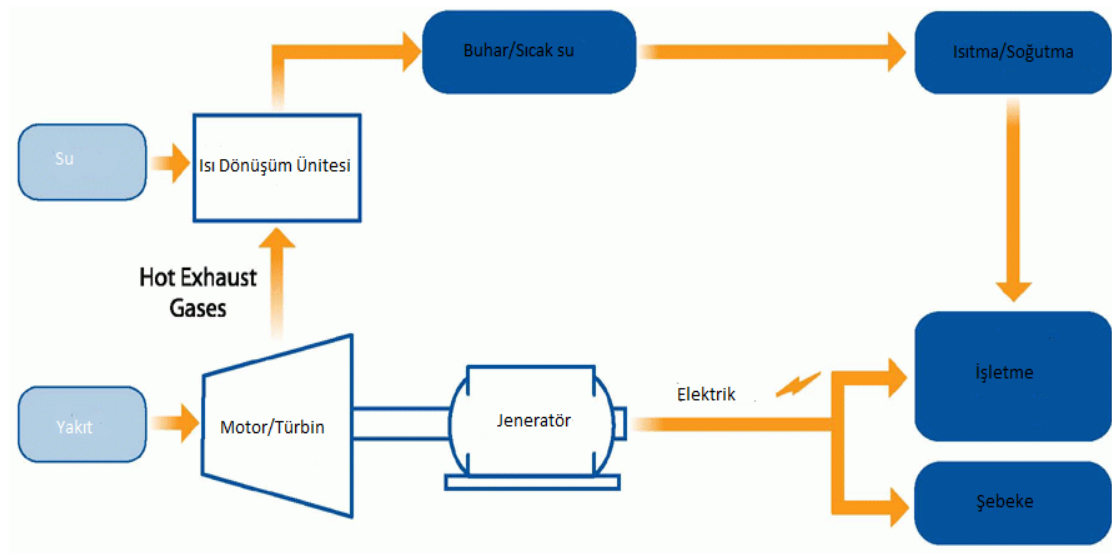 Buhar/Sıcak su
Isıtma/Soğutma
Su
Isı Dönüşüm Ünitesi
Hot Exhaust
Gases
Yakıt
Motor/Türbin
Jeneratör
Elektrik
İşletme
Şebeke